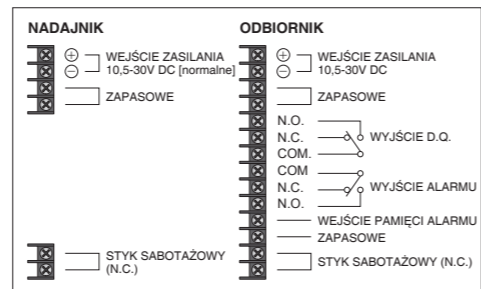 NADAJNIK
⊕ WEJŚCIE ZASILANIA
⊖ 10,5-30V DC [normalne]
ZAPASOWE
STYK SABOTAŻOWY
(N.C.)
ODBIORNIK
⊕ WEJŚCIE ZASILANIA
⊖ 10,5-30V DC
ZAPASOWE
N.O.
N.C. WYJŚCIE D.Q.
COM.
COM
N.C. WYJŚCIE ALARMU
N.O.
WEJŚCIE PAMIĘCI ALARMU
ZAPASOWE
STYK SABOTAŻOWY (N.C.)